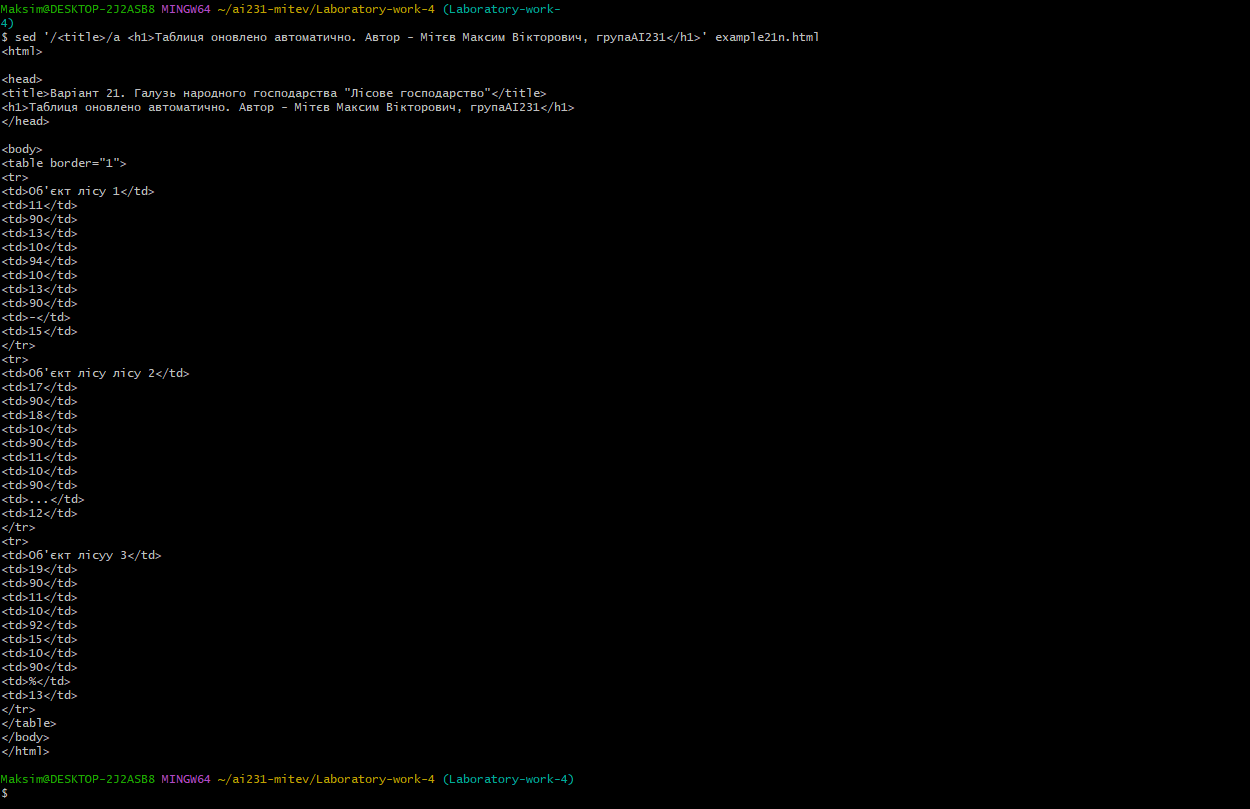 Maksim@DESKTOP-2J2ASB8 MINGW64 ~/ai231-mitev/Laboratory-work-4 (Laboratory-work-
4)
$ sed '/<title>/a <h1>Таблиця оновлено автоматично. Автор - Мітєв Максим Вікторович, групаАІ231</h1>' example21n.html
<html>
<head>
<title>Варіант 21. Галузь народного господарства "Лісове господарство"</title>
<h1>Таблиця оновлено автоматично. Автор - Мітєв Максим Вікторович, групаАІ231</h1>
</head>
<body>
<table border="1">
<tr>
<td>Об'єкт лісу 1</td>
<td>11</td>
<td>90</td>
<td>13</td>
<td>10</td>
<td>94</td>
<td>10</td>
<td>13</td>
<td>90</td>
<td>-</td>
<td>15</td>
</tr>
<tr>
<td>Об'єкт лісу лісу 2</td>
<td>17</td>
<td>90</td>
<td>18</td>
<td>10</td>
<td>90</td>
<td>11</td>
<td>10</td>
<td>90</td>
<td>...</td>
<td>12</td>
</tr>
<tr>
<td>Об'єкт лісуу 3</td>
<td>19</td>
<td>90</td>
<td>11</td>
<td>10</td>
<td>92</td>
<td>15</td>
<td>10</td>
<td>90</td>
<td>%</td>
<td>13</td>
</tr>
</table>
</body>
</html>
Maksim@DESKTOP-2J2ASB8 MINGW64 ~/ai231-mitev/Laboratory-work-4 (Laboratory-work-4)
$